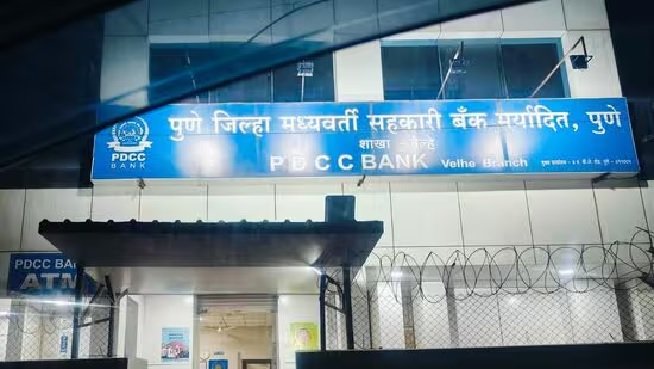 पुणे जिल्हा मध्यवर्ती सहकारी बँक मर्यादित, पुणे
शाखा - वेल्हे
PDCC BANK Velhe Branch
PDCC
BANK
PDCC BANK
ATM